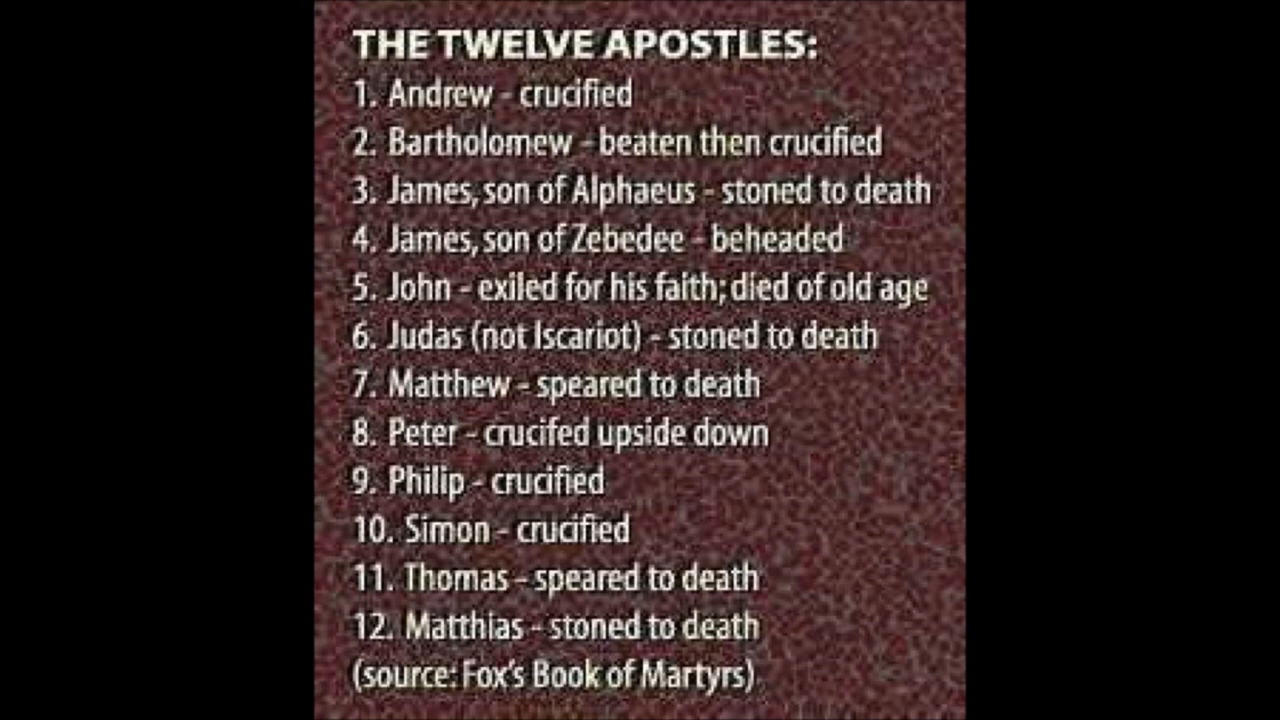 THE TWELVE APOSTLES:
1. Andrew - crucified
2. Bartholomew - beaten then crucified
3. James, son of Alphaeus - stoned to death
4. James, son of Zebedee - beheaded
5. John - exiled for his faith; died of old age
6. Judas (not Iscariot) - stoned to death
7. Matthew - speared to death
8. Peter - crucifed upside down
9. Philip - crucified
10. Simon - crucified
11. Thomas - speared to death
12. Matthias - stoned to death
(source: Fox's Book of Martyrs)